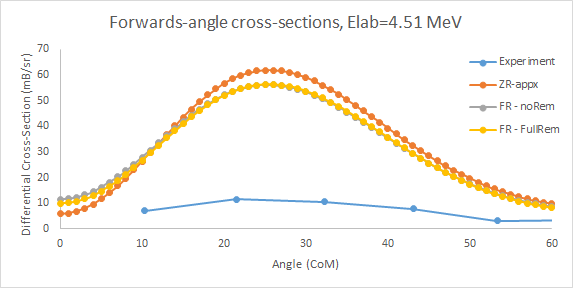 Forwards-angle cross-sections, Elab=4.51 MeV
Differential Cross-Section (mB/sr)
70
60
50
40
30
20
10
0
0
10
20
30
40
50
60
Angle (CoM)
Experiment
ZR-appx
FR - noRem
FR - FullRem